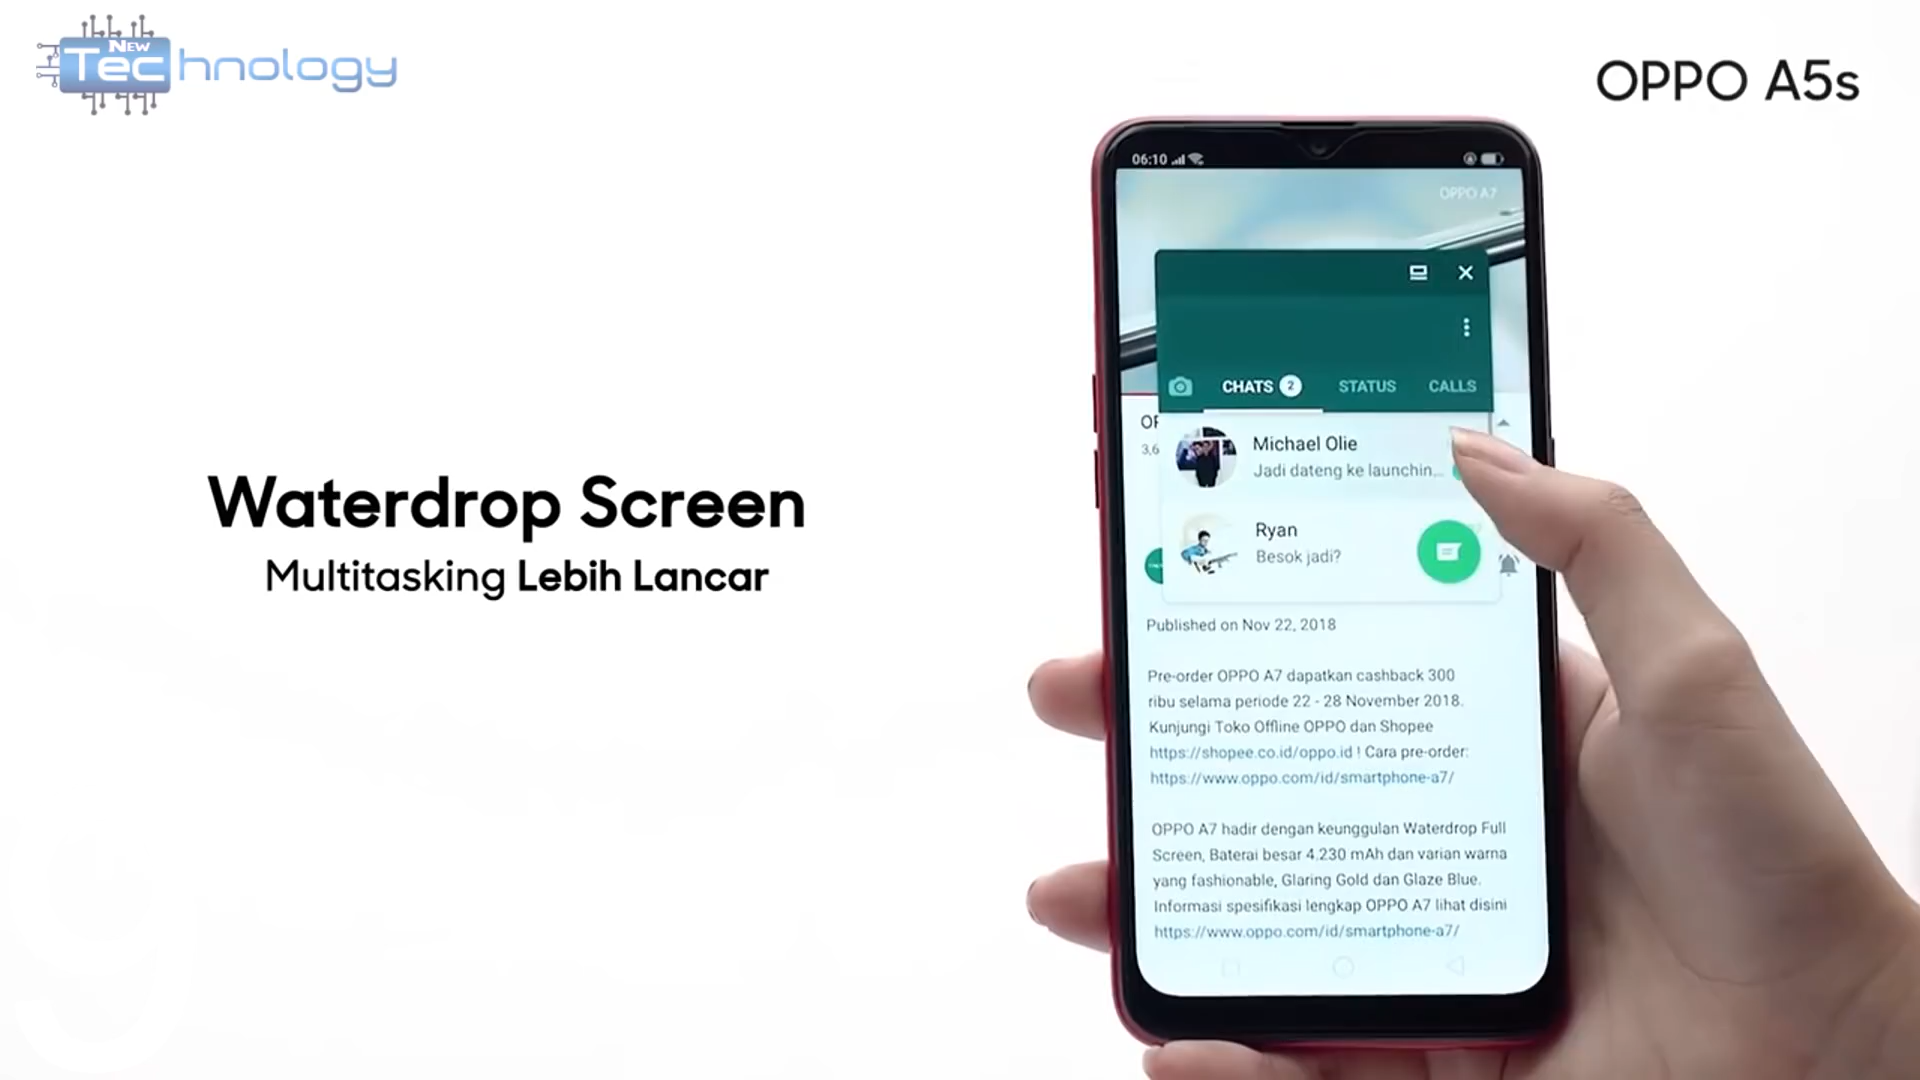 New
Technology
OPPO A5s
06:10
OPPO A7
CHATS 2
STATUS
CALLS
OF
3,6
Michael Olie
Jadi dateng ke launchin...
Ryan
Besok jadi?
Waterdrop Screen
Multitasking Lebih Lancar
Published on Nov 22, 2018
Pre-order OPPO A7 dapatkan cashback 300
ribu selama periode 22 - 28 November 2018.
Kunjungi Toko Offline OPPO dan Shopee
https://shopee.co.id/oppo.id ! Cara pre-order:
https://www.oppo.com/id/smartphone-a7/
OPPO A7 hadir dengan keunggulan Waterdrop Full
Screen, Baterai besar 4.230 mAh dan varian warna
yang fashionable, Glaring Gold dan Glaze Blue.
Informasi spesifikasi lengkap OPPO A7 lihat disini
https://www.oppo.com/id/smartphone-a7/